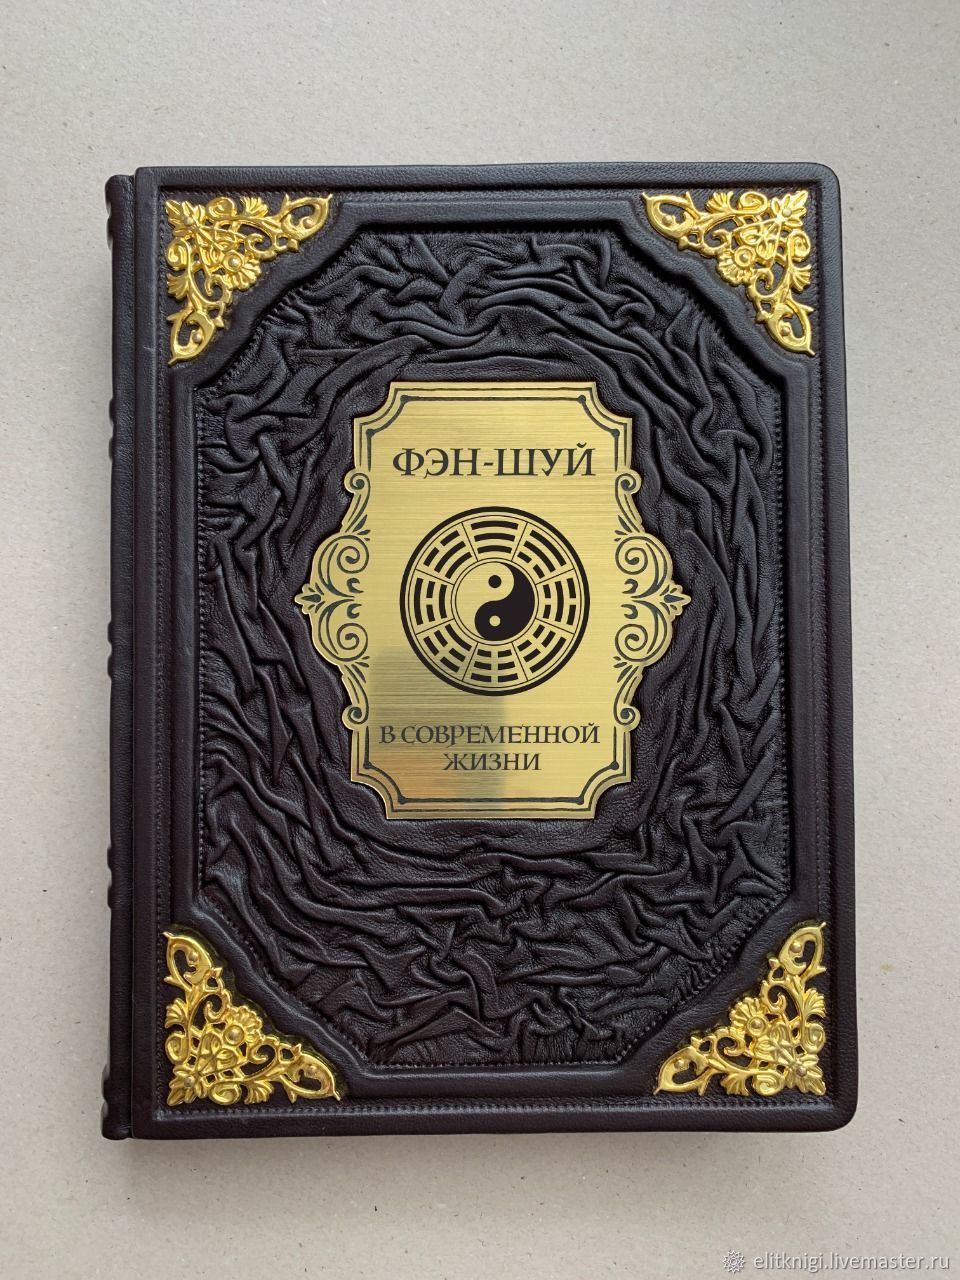 ФЭН-ШУЙ
В СОВРЕМЕННОЙ
ЖИЗНИ
elitknigi.livemaster.ru